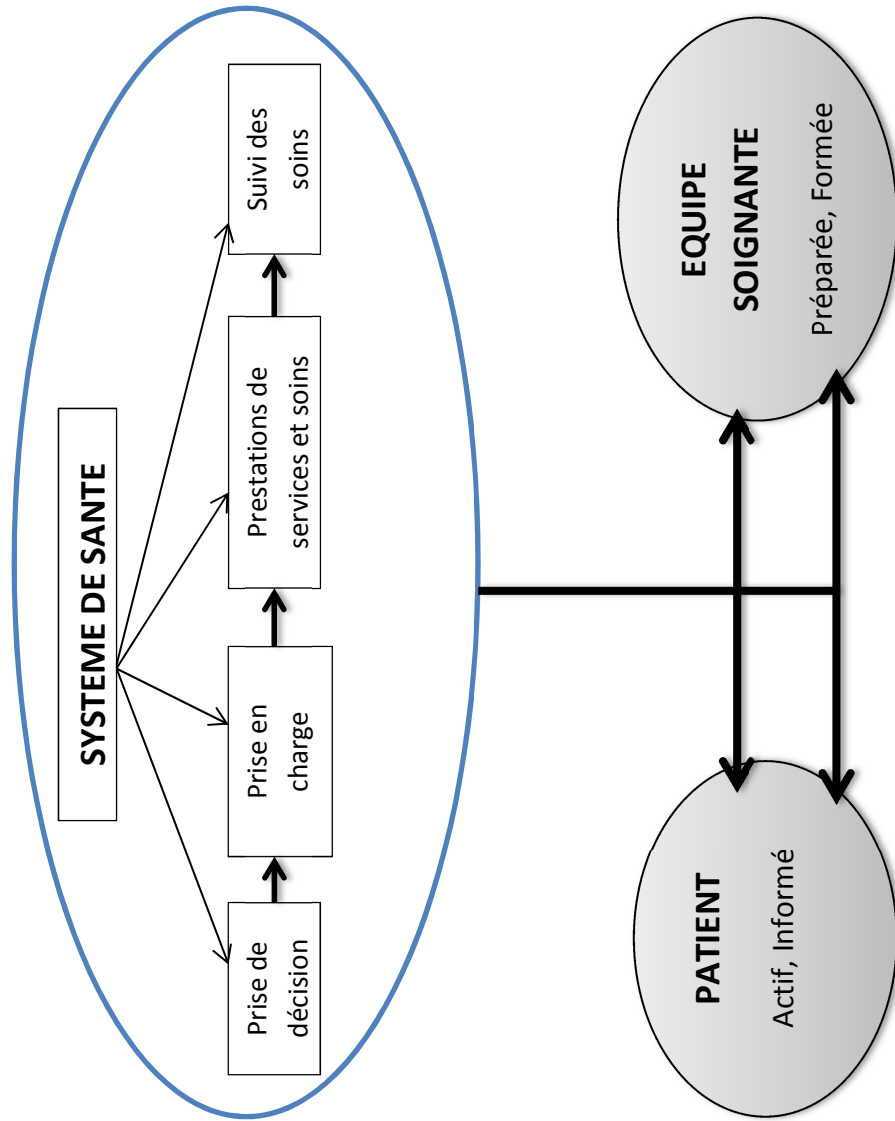 SYSTEME DE SANTE
Prise de
décision
Prise en
charge
Prestations de
services et soins
Suivi des
soins
PATIENT
Actif, Informé
EQUIPE
SOIGNANTE
Préparée, Formée